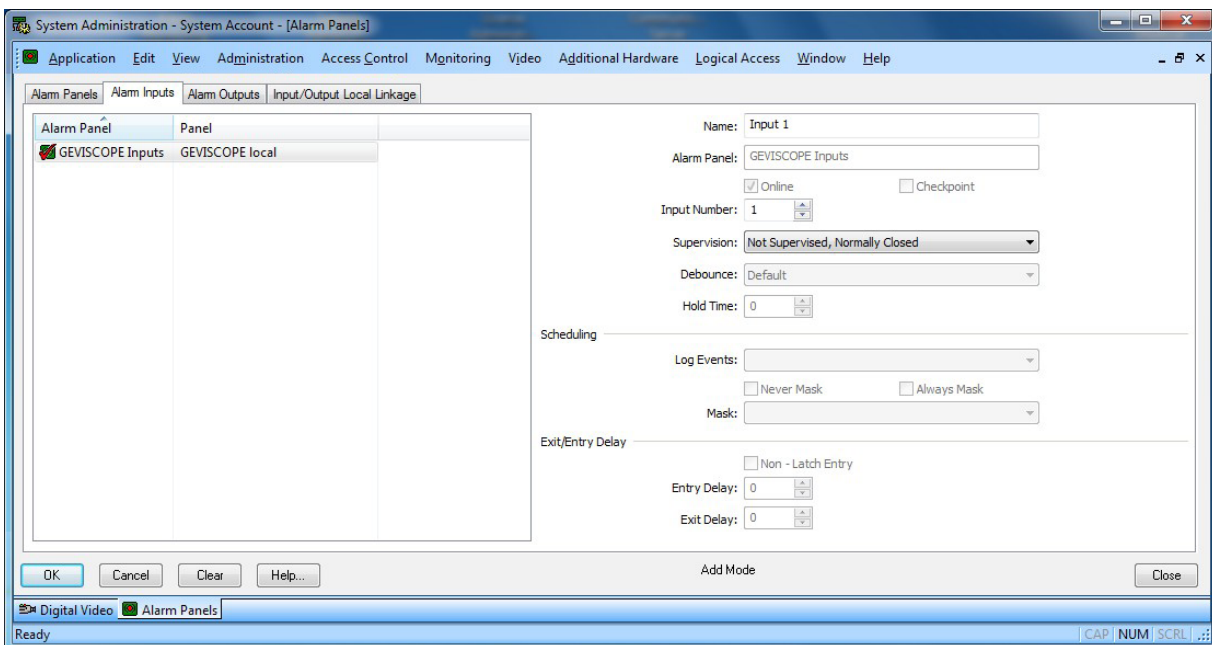 System Administration - System Account - [Alarm Panels]
Application Edit View Administration Access Control Monitoring Video Additional Hardware Logical Access Window Help
Alarm Panels Alarm Inputs Alarm Outputs Input/Output Local Linkage
Alarm Panel Panel
GEVISCOPE Inputs GEVISCOPE local
Name: Input 1
Alarm Panel: GEVISCOPE Inputs
Online Checkpoint
Input Number: 1
Supervision: Not Supervised, Normally Closed
Debounce: Default
Hold Time: 0
Scheduling
Log Events:
Never Mask Always Mask
Mask:
Exit/Entry Delay
Non - Latch Entry
Entry Delay: 0
Exit Delay: 0
OK Cancel Clear Help... Add Mode Close
Digital Video Alarm Panels
Ready CAP NUM SCRL